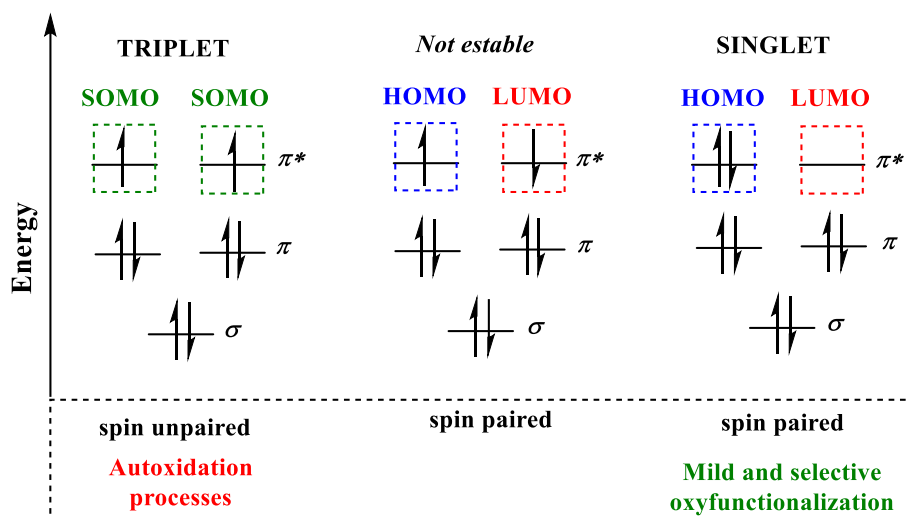 TRIPLET
Not estable
SINGLET
SOMO SOMO
HOMO LUMO
HOMO LUMO
π*
π*
π*
π
π
π
σ
σ
σ
Energy
spin unpaired
spin paired
spin paired
Autoxidation
processes
Mild and selective
oxyfunctionalization